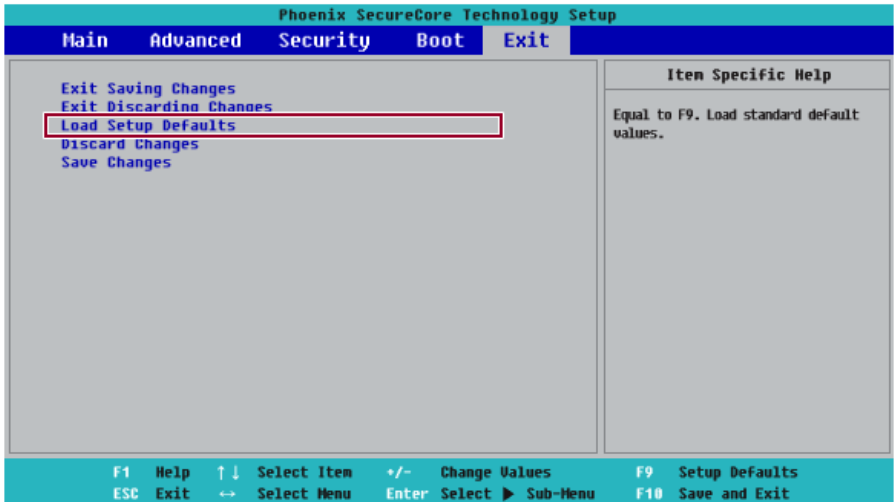 Phoenix SecureCore Technology Setup
Main Advanced Security Boot Exit
Exit Saving Changes
Exit Discarding Changes
Load Setup Defaults
Discard Changes
Save Changes
Item Specific Help
Equal to F9. Load standard default
values.
F1 Help ↑↓ Select Item +/- Change Values F9 Setup Defaults
ESC Exit ↔ Select Menu Enter Select ▶ Sub-Menu F10 Save and Exit